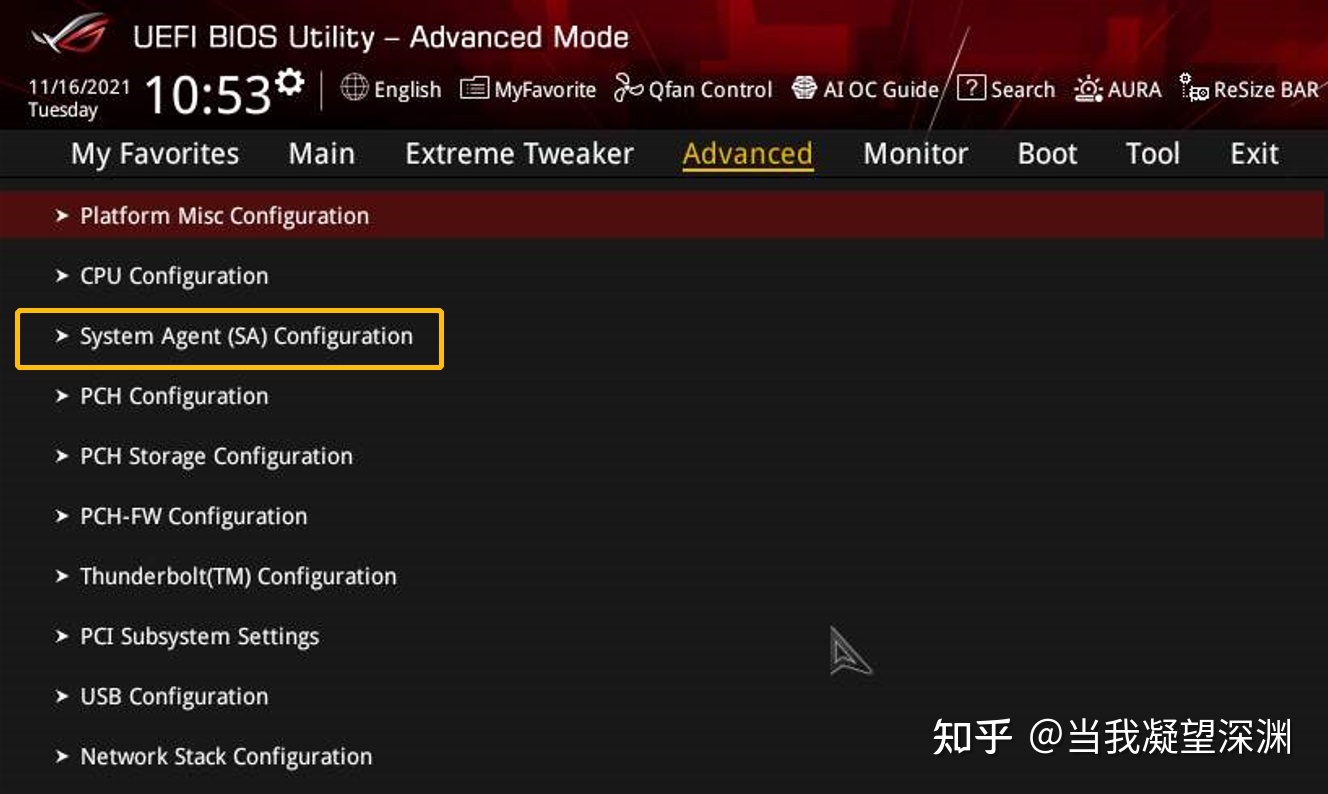 UEFI BIOS Utility – Advanced Mode
11/16/2021
Tuesday
10:53
English MyFavorite Qfan Control AI OC Guide Search AURA ReSize BAR
My Favorites Main Extreme Tweaker Advanced Monitor Boot Tool Exit
Platform Misc Configuration
CPU Configuration
System Agent (SA) Configuration
PCH Configuration
PCH Storage Configuration
PCH-FW Configuration
Thunderbolt(TM) Configuration
PCI Subsystem Settings
USB Configuration
Network Stack Configuration
知乎 @当我凝望深渊